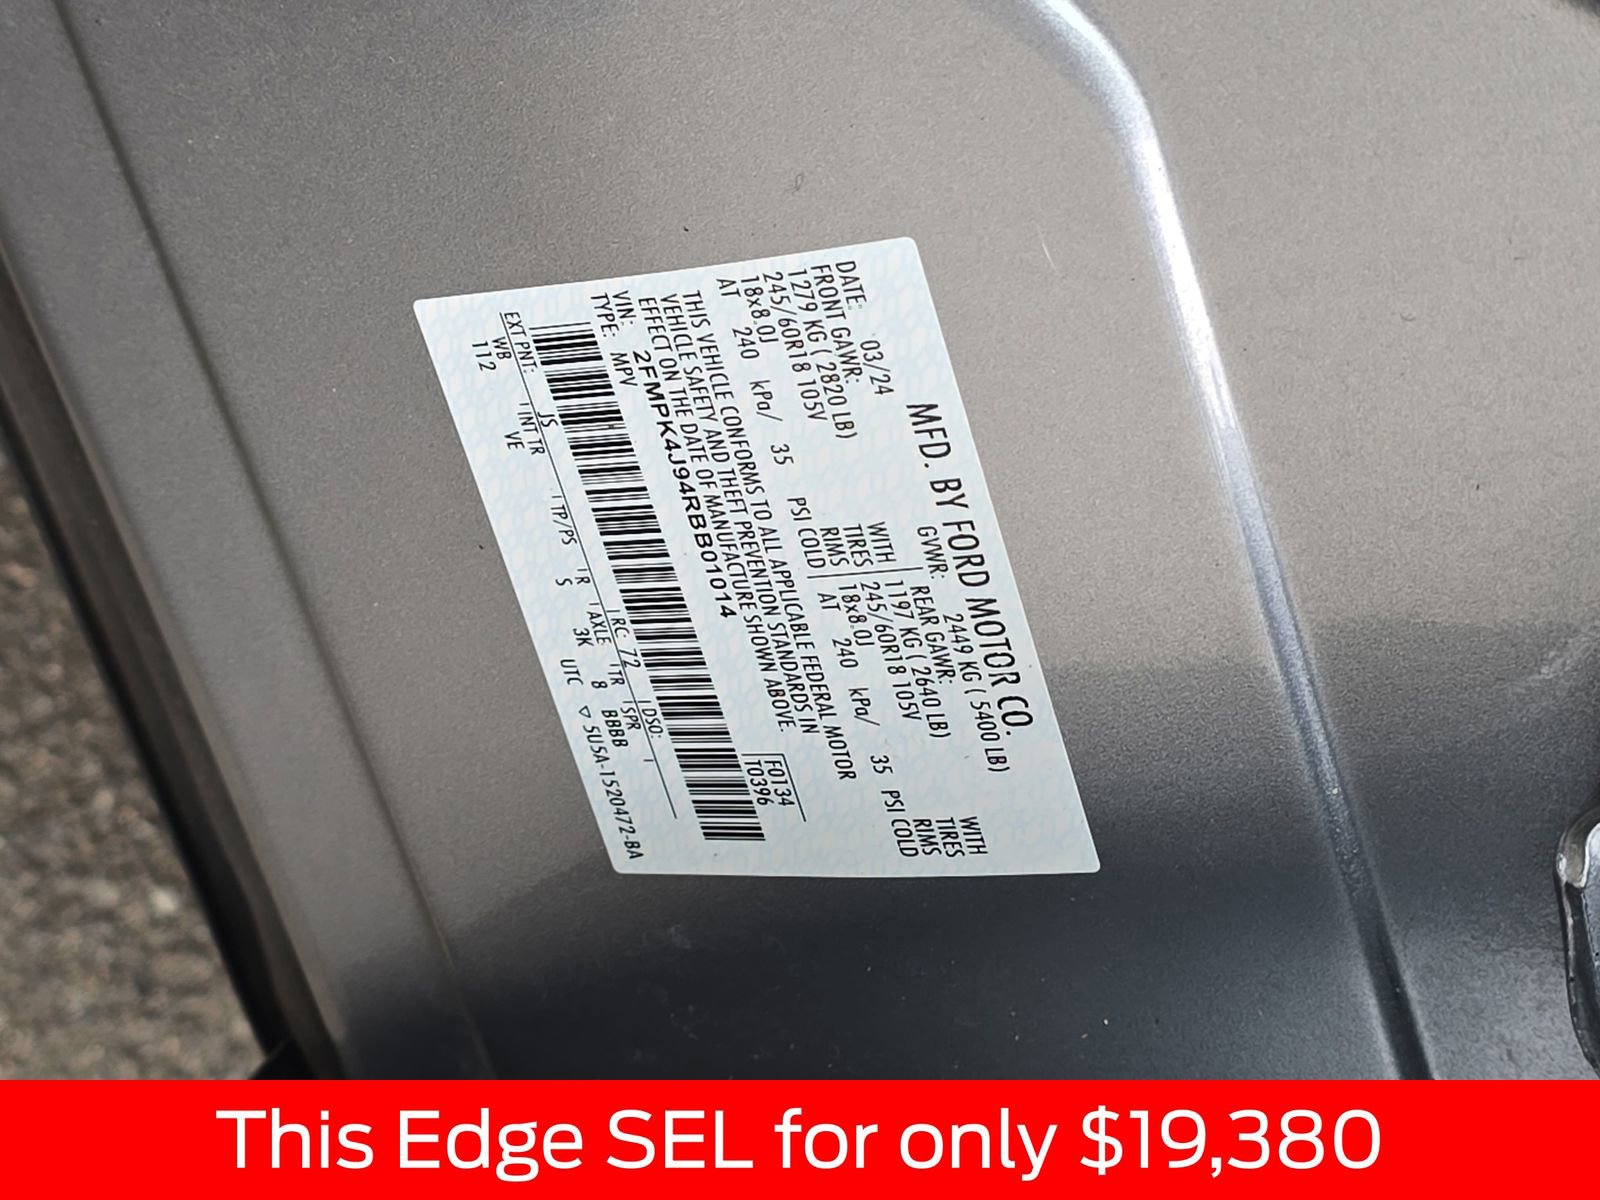 MFD. BY FORD MOTOR CO.
DATE: 03/24 GVWR: 2449 KG ( 5400 LB)
FRONT GAWR: REAR GAWR: WITH
1279 KG ( 2820 LB) WITH 1197 KG ( 2640 LB) TIRES
245/60R18 105V TIRES 245/60R18 105V RIMS
18x8.0J RIMS 18x8.0J
AT 240 kPa/ 35 PSI COLD AT 240 kPa/ 35 PSI COLD
THIS VEHICLE CONFORMS TO ALL APPLICABLE FEDERAL MOTOR
VEHICLE SAFETY AND THEFT PREVENTION STANDARDS IN
EFFECT ON THE DATE OF MANUFACTURE SHOWN ABOVE.
VIN: 2FMPK4J94RBB01014 F0134
TYPE: MPV T0396
EXT PNT: JS RC: 72 DSO:
WB INT TR TP/PS R AXLE TR SPR
112 VE S 3K 8 BBBB
UTC ▽ 5U5A-1520472-BA
This Edge SEL for only $19,380